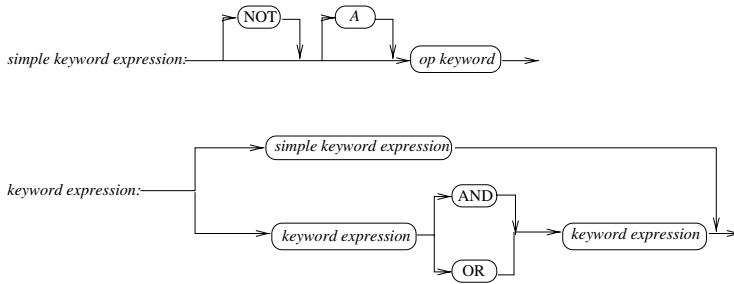 NOT A
simple keyword expression: op keyword
simple keyword expression
keyword expression:
AND
keyword expression keyword expression
OR